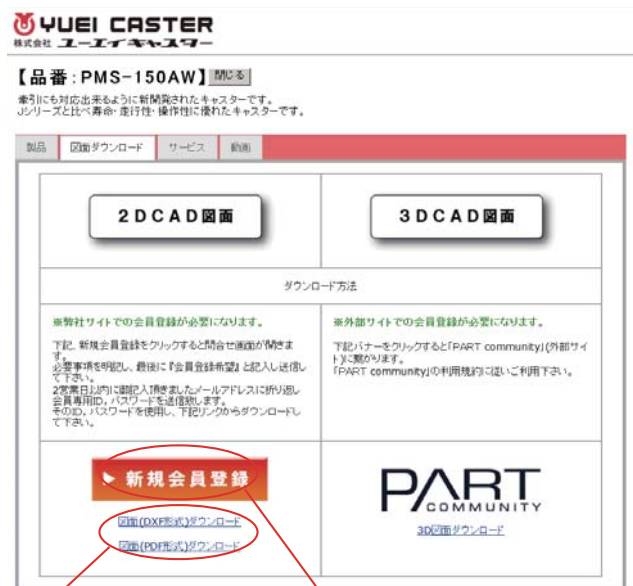 YUEI CASTER
株式会社 ユーエイキャスター
【品番:PMS-150AW】 閉じる
牽引にも対応出来るように新開発されたキャスターです。
Jシリーズと比べ寿命・走行性・操作性に優れたキャスターです。
製品 図面ダウンロード サービス 動画
2DCAD図面 3DCAD図面
ダウンロード方法
※弊社サイトでの会員登録が必要になります。
下記、新規会員登録をクリックすると問合せ画面が開きま
す。
必要事項を明記し、最後に『会員登録希望』と記入し送信し
て下さい。
2営業日以内に御記入頂きましたメールアドレスに折り返し
会員専用ID，パスワードを送信致します。
そのID，パスワードを使用し、下記リンクからダウンロードし
て下さい。
※外部サイトでの会員登録が必要になります。
下記バナーをクリックすると「PART community」(外部サイ
ト)に繋がります。
「PART community」の利用規約に従いご利用下さい。
新規会員登録
図面(DXF形式)ダウンロード
図面(PDF形式)ダウンロード
PART
COMMUNITY
3D図面ダウンロード